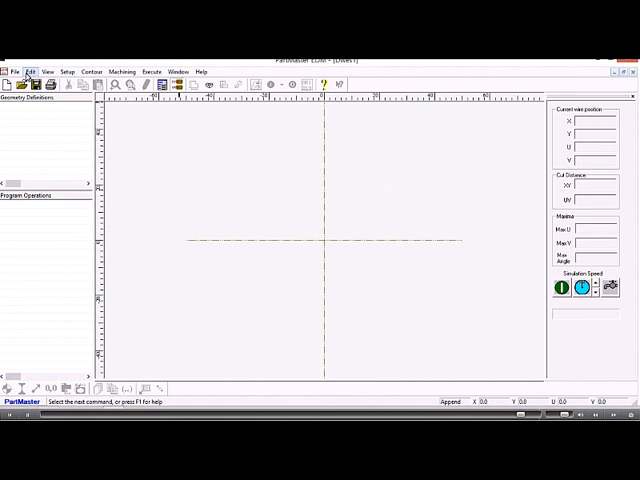 PartMaster EDM - [Dwes1]
File Edit View Setup Contour Machining Execute Window Help
Geometry Definitions
Program Operations
Current wire position
X
Y
U
V
Cut Distance
XY
UV
Maxima
Max U
Max V
Max Angle
Simulation Speed
PartMaster Select the next command, or press F1 for help Append X 0.0 Y 0.0 U 0.0 V 0.0